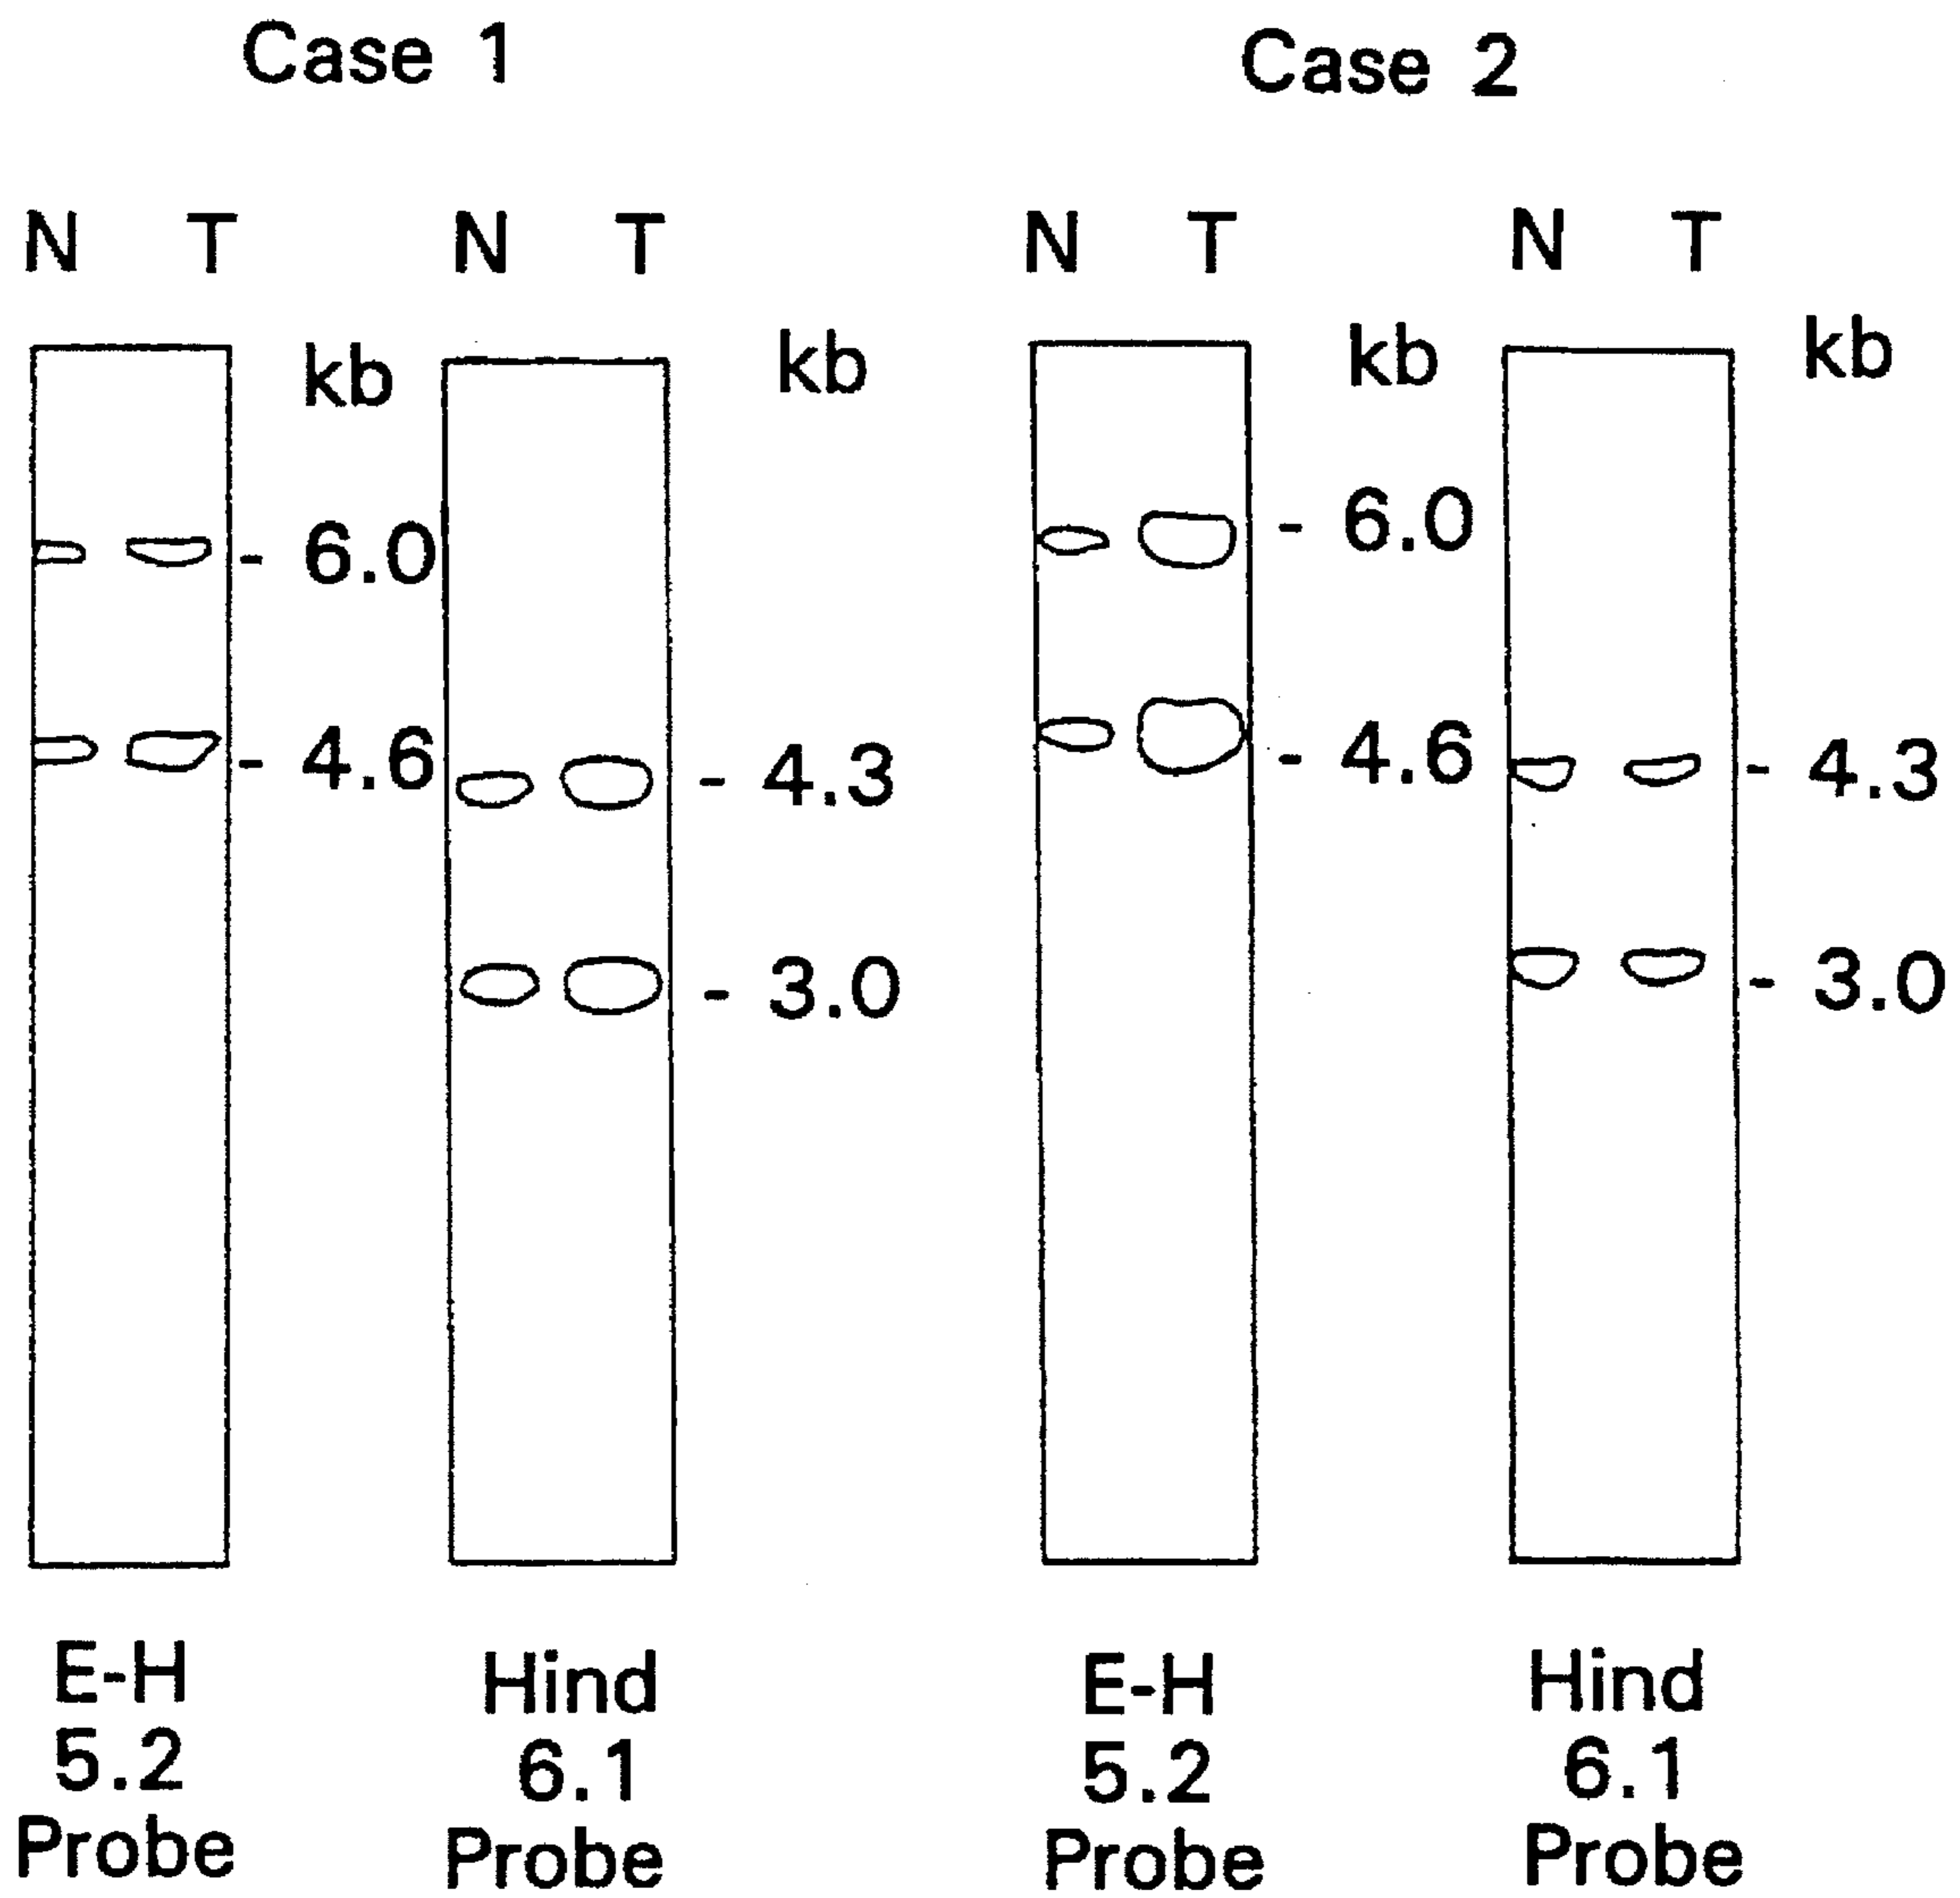 Case 1 Case 2
N T N T N T N T
kb kb kb kb
- 6.0 - 6.0
- 4.6 - 4.3 - 4.6 - 4.3
- 3.0 - 3.0
E-H Hind E-H Hind
5.2 6.1 5.2 6.1
Probe Probe Probe Probe